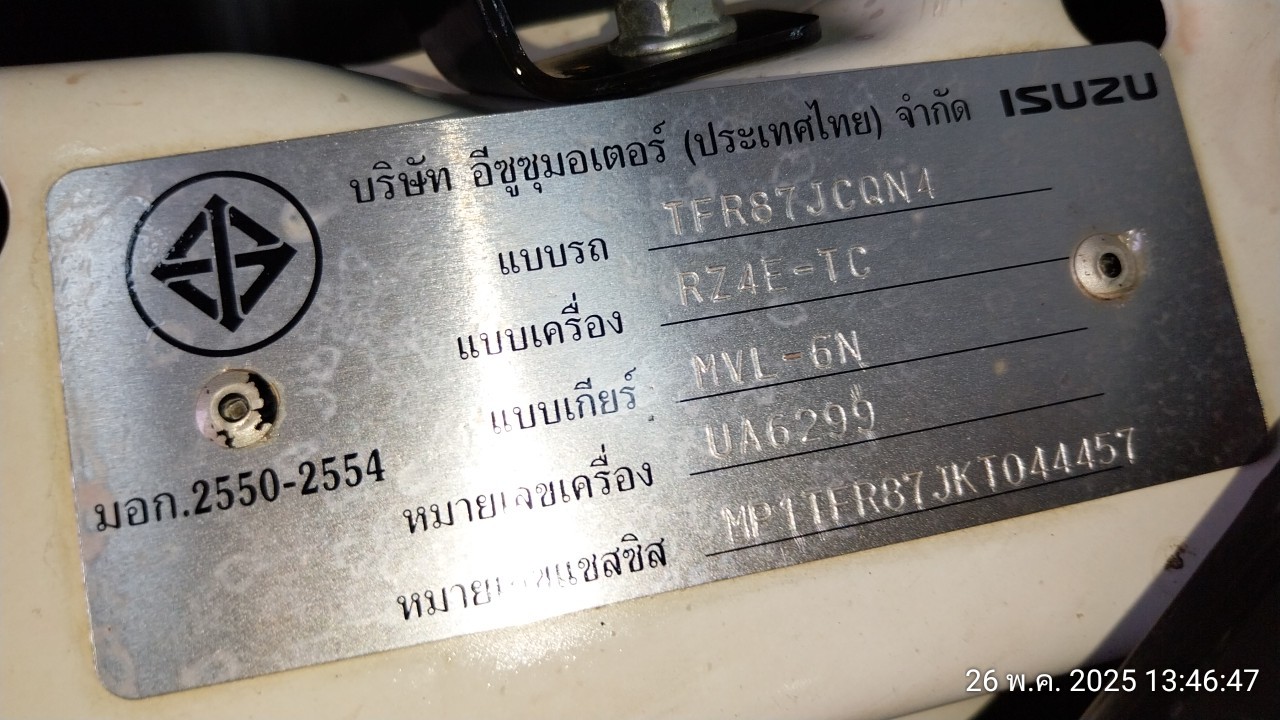 ISUZU
บริษัท อีซูซุมอเตอร์ (ประเทศไทย) จำกัด
แบบรถ TFR87JCQN4
แบบเครื่อง RZ4E-TC
แบบเกียร์ MVL-6N
หมายเลขเครื่อง UA6299
หมายเลขแชสซิส MP1TFR87JKT044457
มอก.2550-2554
26 พ.ค. 2025 13:46:47